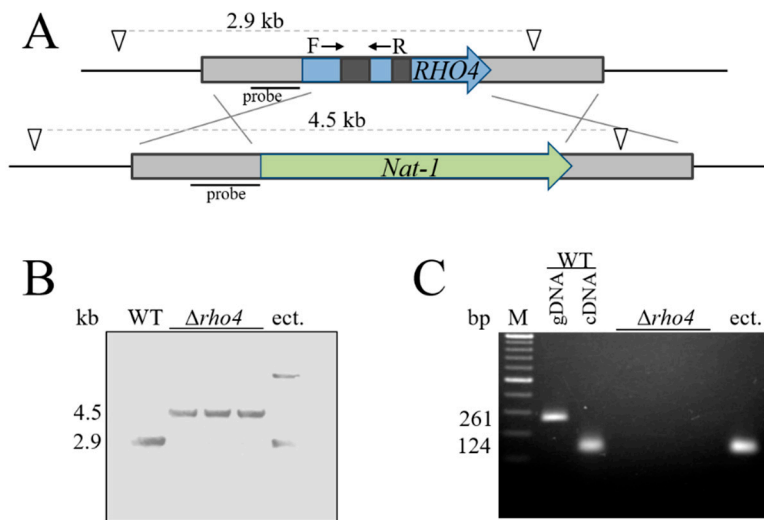 A
2.9 kb
F R
RHO4
probe
4.5 kb
Nat-1
probe
B
kb WT Δrho4 ect.
4.5
2.9
C
WT
bp M gDNA cDNA Δrho4 ect.
261
124